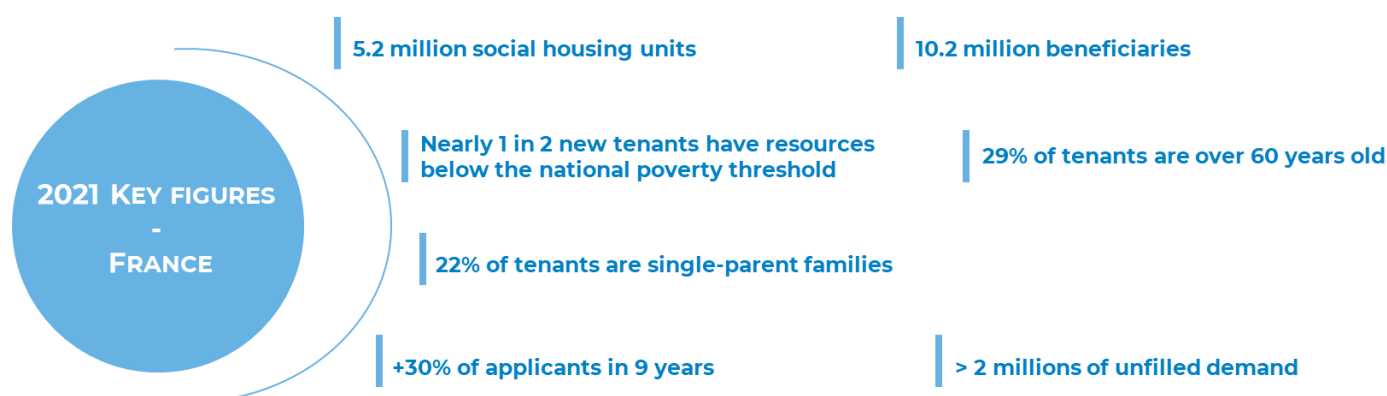 2021 KEY FIGURES
-
FRANCE
5.2 million social housing units
10.2 million beneficiaries
Nearly 1 in 2 new tenants have resources
below the national poverty threshold
29% of tenants are over 60 years old
22% of tenants are single-parent families
+30% of applicants in 9 years
> 2 millions of unfilled demand